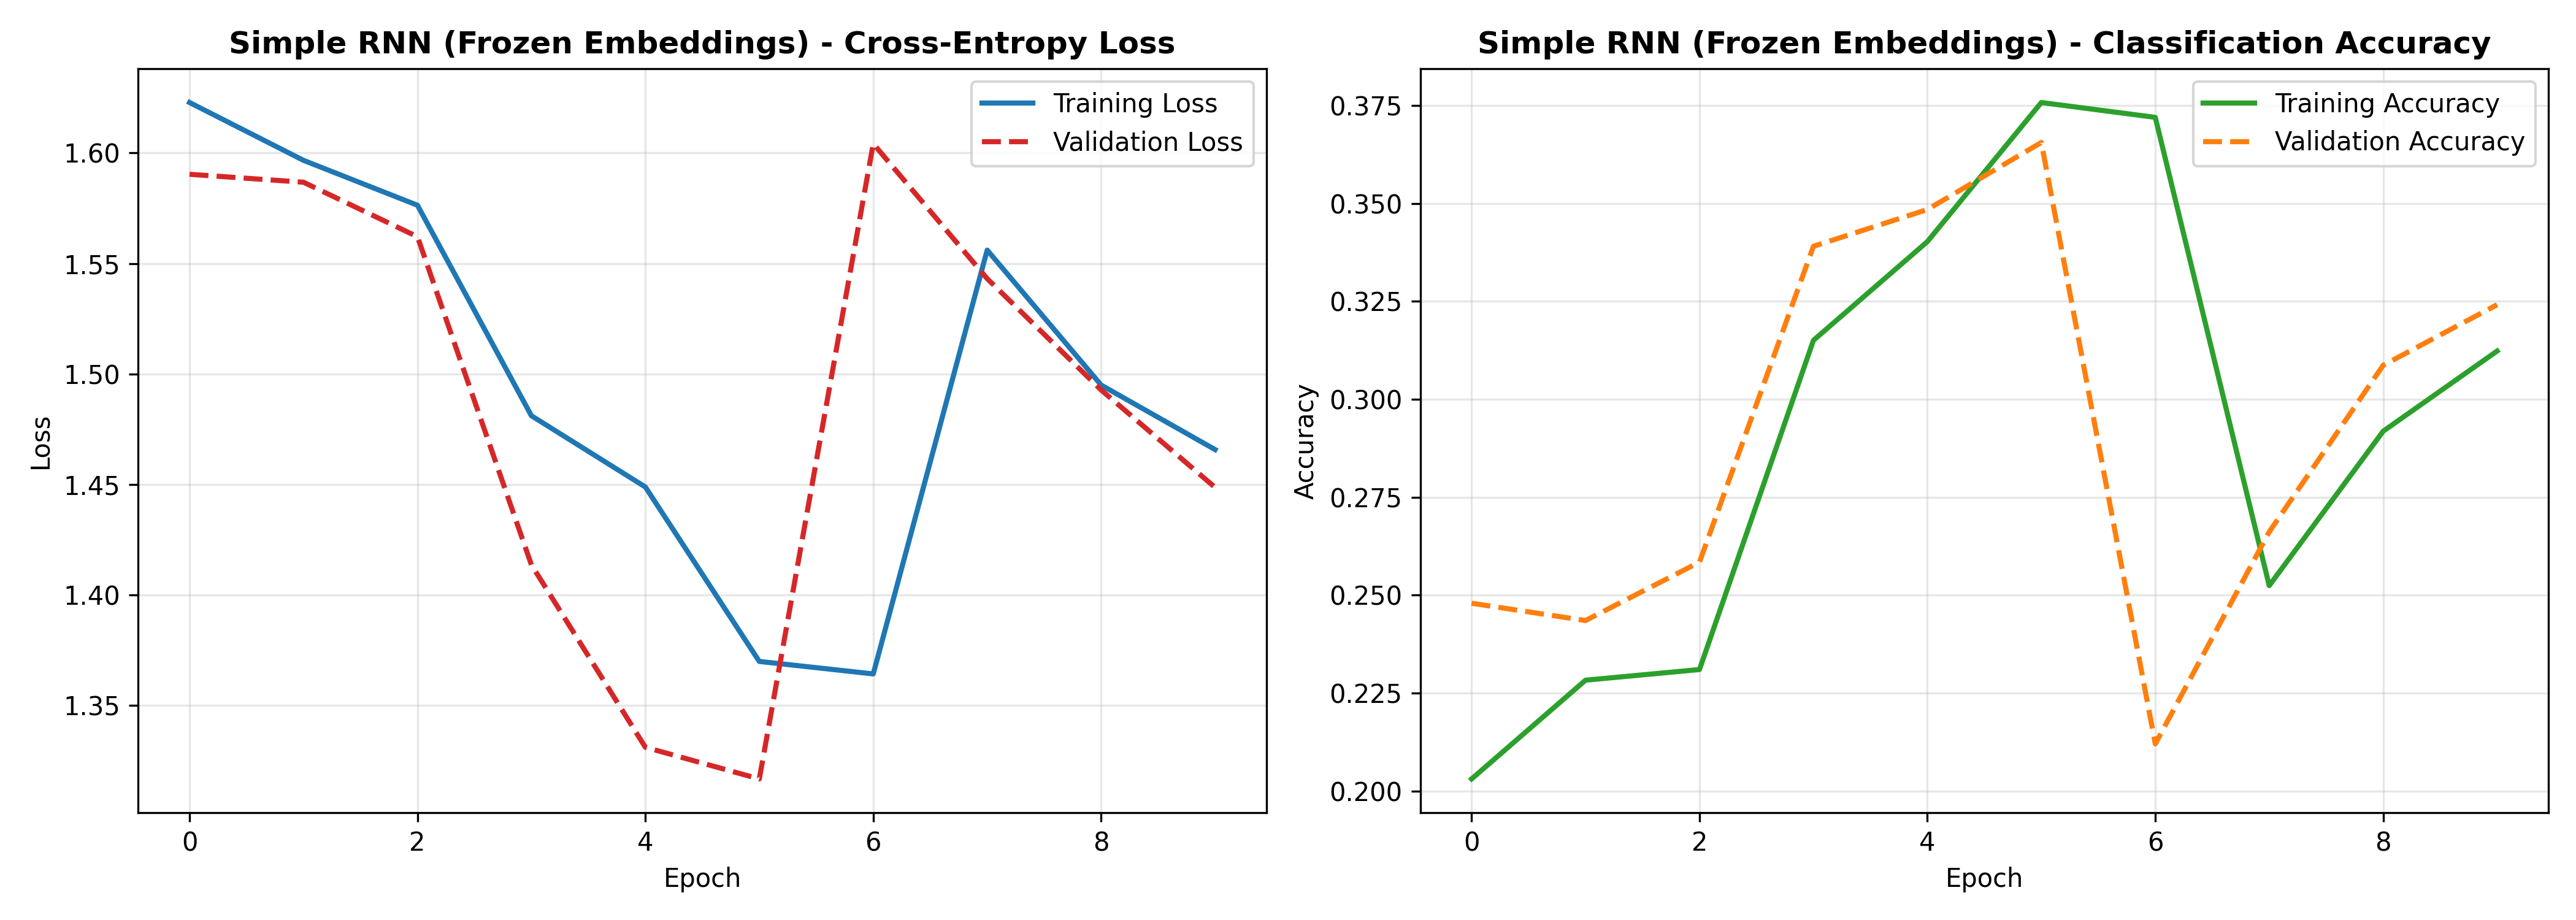 Simple RNN (Frozen Embeddings) - Cross-Entropy Loss
Training Loss
Validation Loss
1.60
1.55
1.50
1.45
1.40
1.35
Loss
0
2
4
6
8
Epoch
Simple RNN (Frozen Embeddings) - Classification Accuracy
Training Accuracy
Validation Accuracy
0.375
0.350
0.325
0.300
0.275
0.250
0.225
0.200
Accuracy
0
2
4
6
8
Epoch